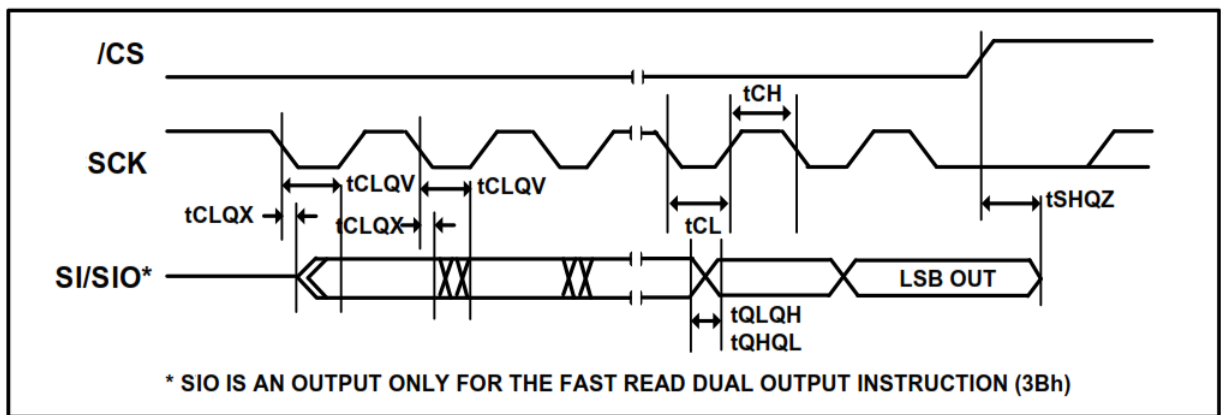 /CS
tCH
SCK
tCLQV
tCLQV
tCLQX
tCLQX
tCL
tSHQZ
SI/SIO*
LSB OUT
tQLQH
tQHQL
* SIO IS AN OUTPUT ONLY FOR THE FAST READ DUAL OUTPUT INSTRUCTION (3Bh)